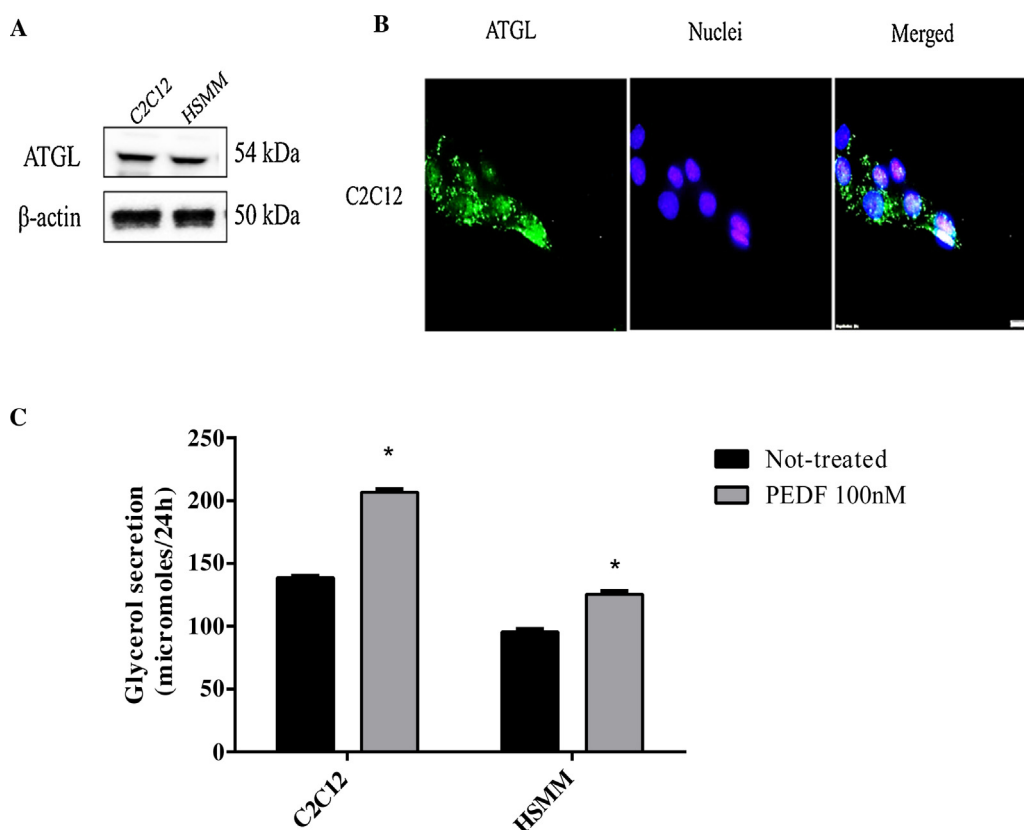 A
C2C12
HSMM
ATGL
54 kDa
β-actin
50 kDa
B
ATGL
Nuclei
Merged
C2C12
C
Glycerol secretion
(micromoles/24h)
250
200
150
100
50
0
*
*
C2C12
HSMM
Not-treated
PEDF 100nM